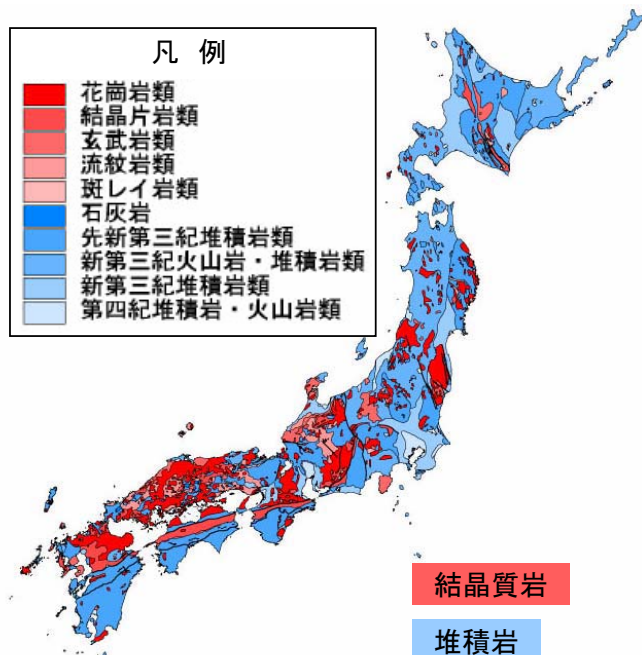 凡 例
花崗岩類
結晶片岩類
玄武岩類
流紋岩類
斑レイ岩類
石灰岩
先新第三紀堆積岩類
新第三紀火山岩・堆積岩類
新第三紀堆積岩類
第四紀堆積岩・火山岩類
結晶質岩
堆積岩